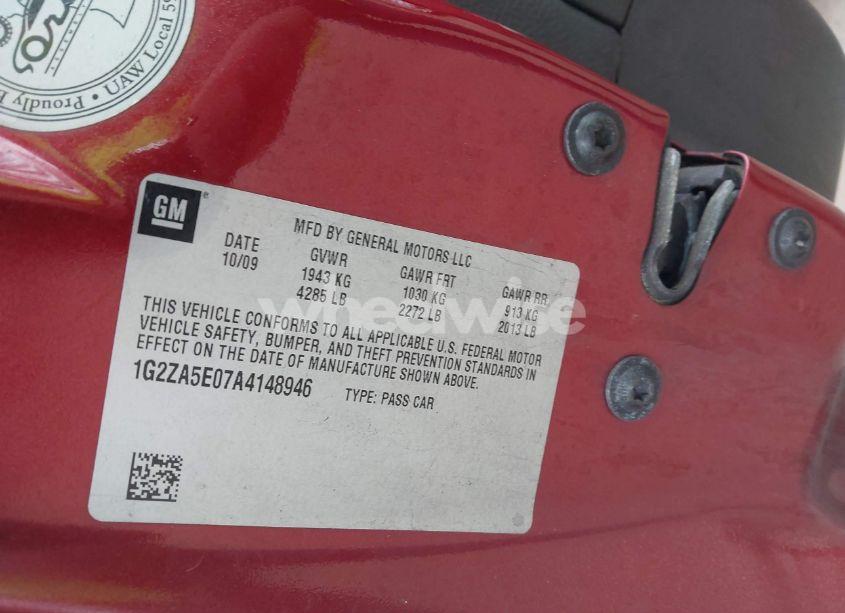 Proudly
• UAW Local 5
GM
MFD BY GENERAL MOTORS LLC
DATE GVWR GAWR FRT GAWR RR
10/09 1943 KG 1030 KG 913 KG
4285 LB 2272 LB 2013 LB
THIS VEHICLE CONFORMS TO ALL APPLICABLE U.S. FEDERAL MOTOR
VEHICLE SAFETY, BUMPER, AND THEFT PREVENTION STANDARDS IN
EFFECT ON THE DATE OF MANUFACTURE SHOWN ABOVE.
1G2ZA5E07A4148946 TYPE: PASS CAR
wheelwise